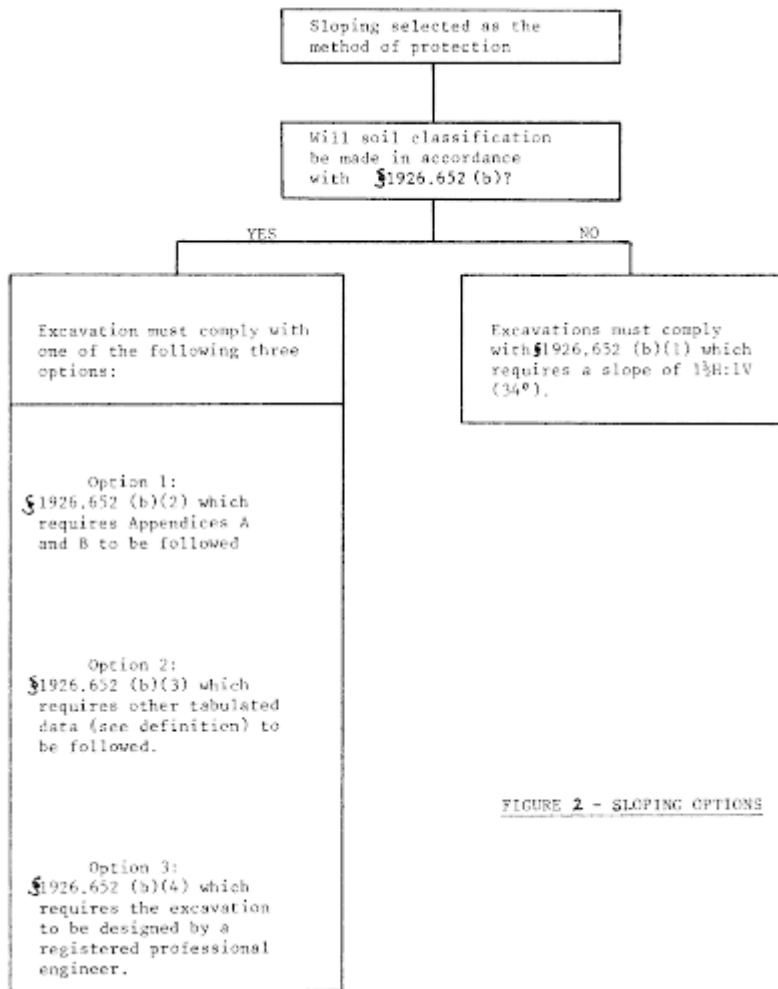 Sloping selected as the
method of protection
Will soil classification
be made in accordance
with §1926.652 (b)?
YES
NO
Excavation must comply with
one of the following three
options:
Excavations must comply
with §1926.652 (b)(1) which
requires a slope of 1½H:1V
(34º).
Option 1:
§1926.652 (b)(2) which
requires Appendices A
and B to be followed
Option 2:
§1926.652 (b)(3) which
requires other tabulated
data (see definition) to
be followed.
FIGURE 2 - SLOPING OPTIONS
Option 3:
§1926.652 (b)(4) which
requires the excavation
to be designed by a
registered professional
engineer.